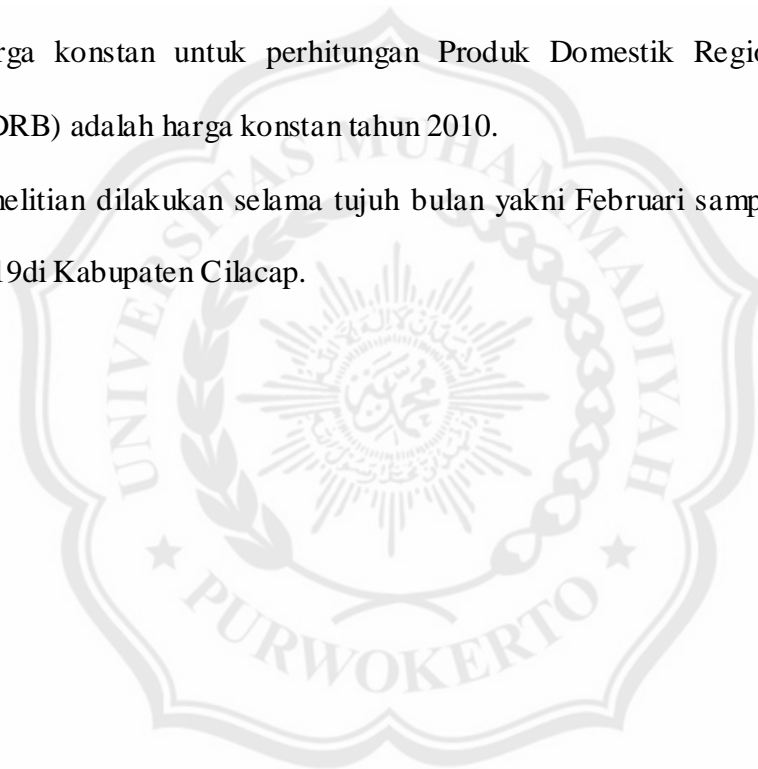 rga konstan untuk perhitungan Produk Domestik Regio
DRB) adalah harga konstan tahun 2010.
nelitian dilakukan selama tujuh bulan yakni Februari samp
19di Kabupaten Cilacap.
UNIVERSITAS MUHAMMADIYAH
PURWOKERTO